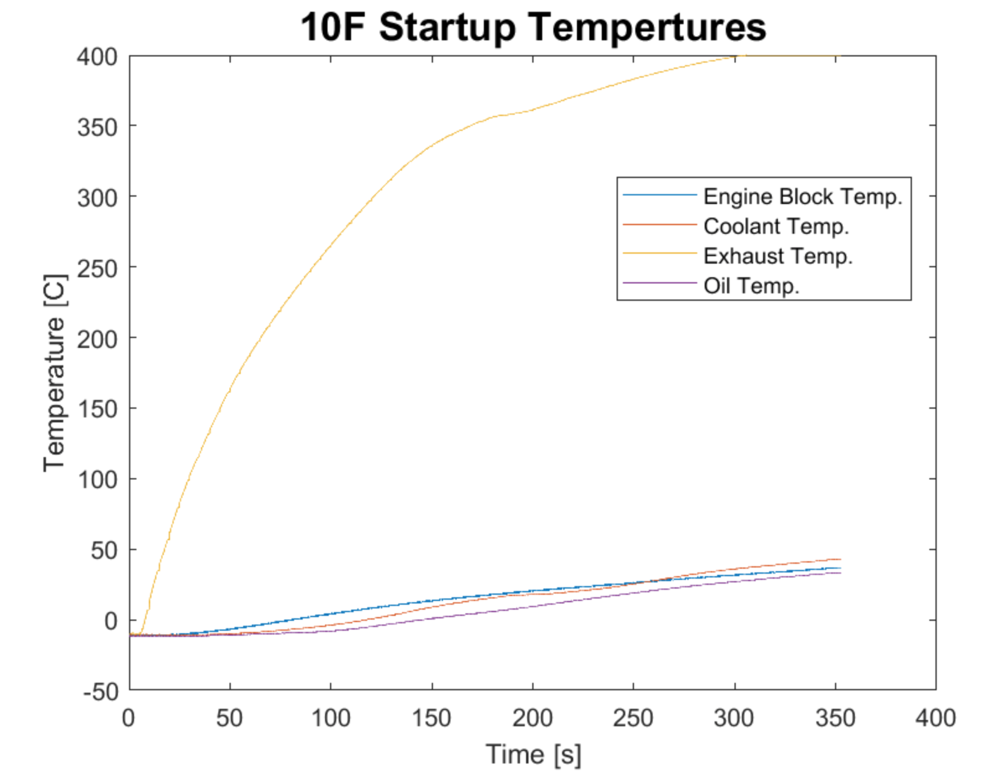 10F Startup Tempertures
400
350
300
250
200
150
100
50
0
-50
Temperature [C]
Engine Block Temp.
Coolant Temp.
Exhaust Temp.
Oil Temp.
0 50 100 150 200 250 300 350 400
Time [s]